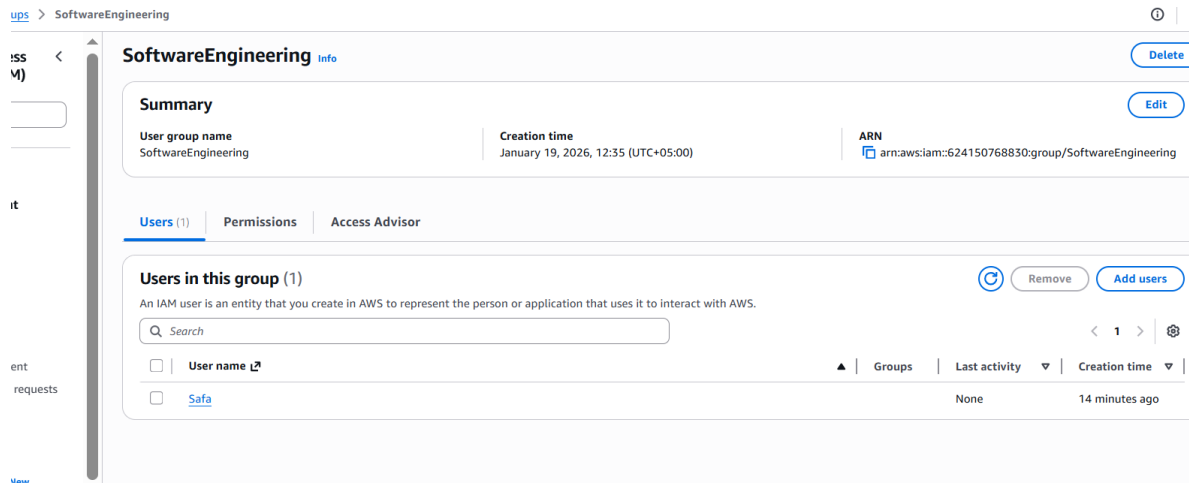 ups > SoftwareEngineering
ess
M)
SoftwareEngineering Info
Delete
Summary
Edit
User group name
SoftwareEngineering
Creation time
January 19, 2026, 12:35 (UTC+05:00)
ARN
arn:aws:iam::624150768830:group/SoftwareEngineering
nt
Users (1)
Permissions
Access Advisor
Users in this group (1)
Remove
Add users
An IAM user is an entity that you create in AWS to represent the person or application that uses it to interact with AWS.
Search
1
User name
Groups
Last activity
Creation time
Safa
None
14 minutes ago
ent
requests
New